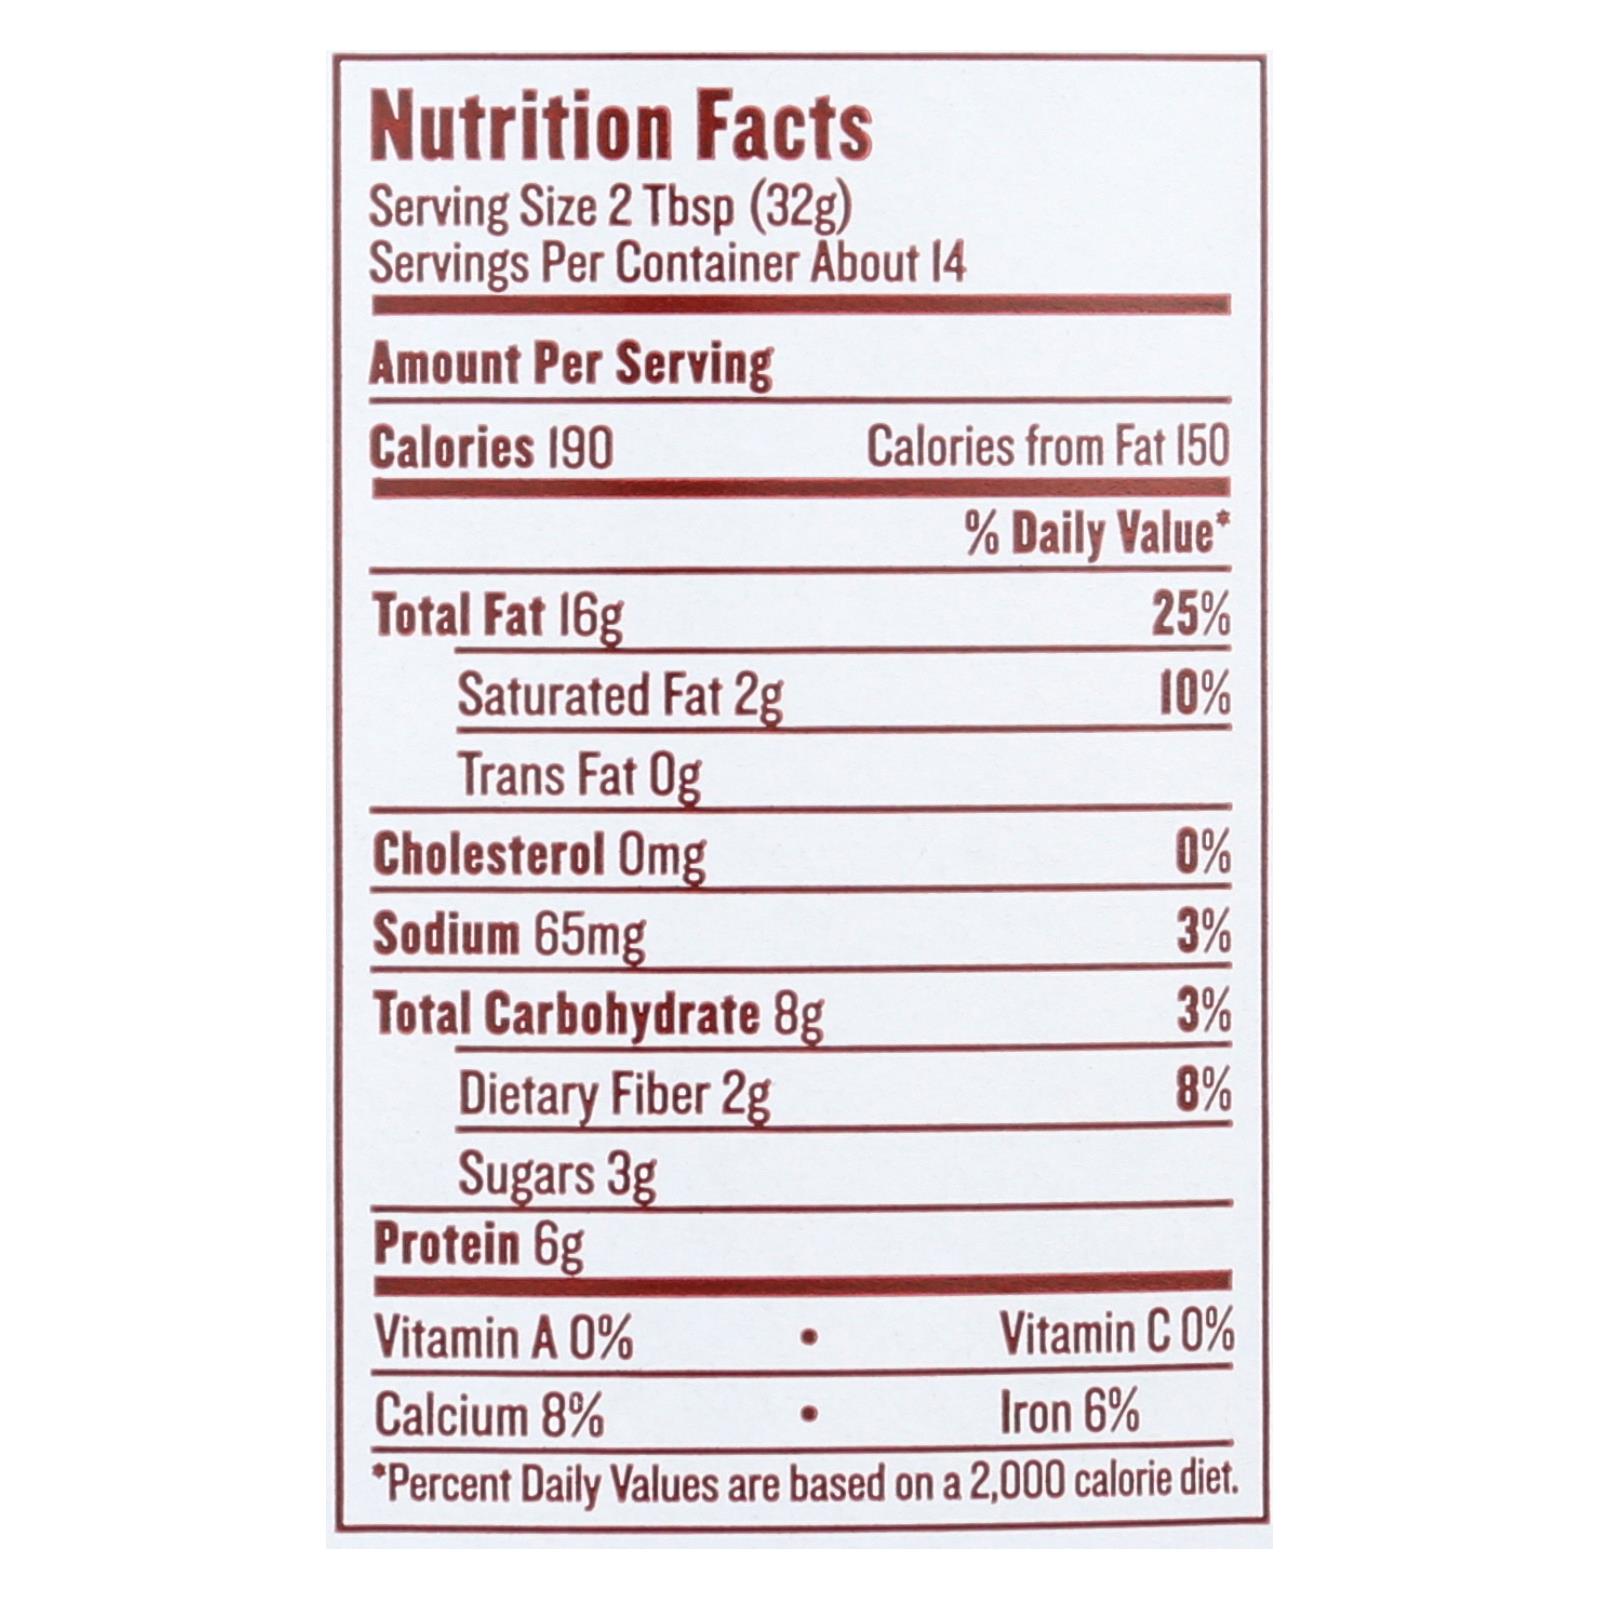 Nutrition Facts
Serving Size 2 Tbsp (32g)
Servings Per Container About 14
Amount Per Serving
Calories 190 Calories from Fat 150
% Daily Value*
Total Fat 16g 25%
Saturated Fat 2g 10%
Trans Fat 0g
Cholesterol 0mg 0%
Sodium 65mg 3%
Total Carbohydrate 8g 3%
Dietary Fiber 2g 8%
Sugars 3g
Protein 6g
Vitamin A 0% • Vitamin C 0%
Calcium 8% • Iron 6%
*Percent Daily Values are based on a 2,000 calorie diet.